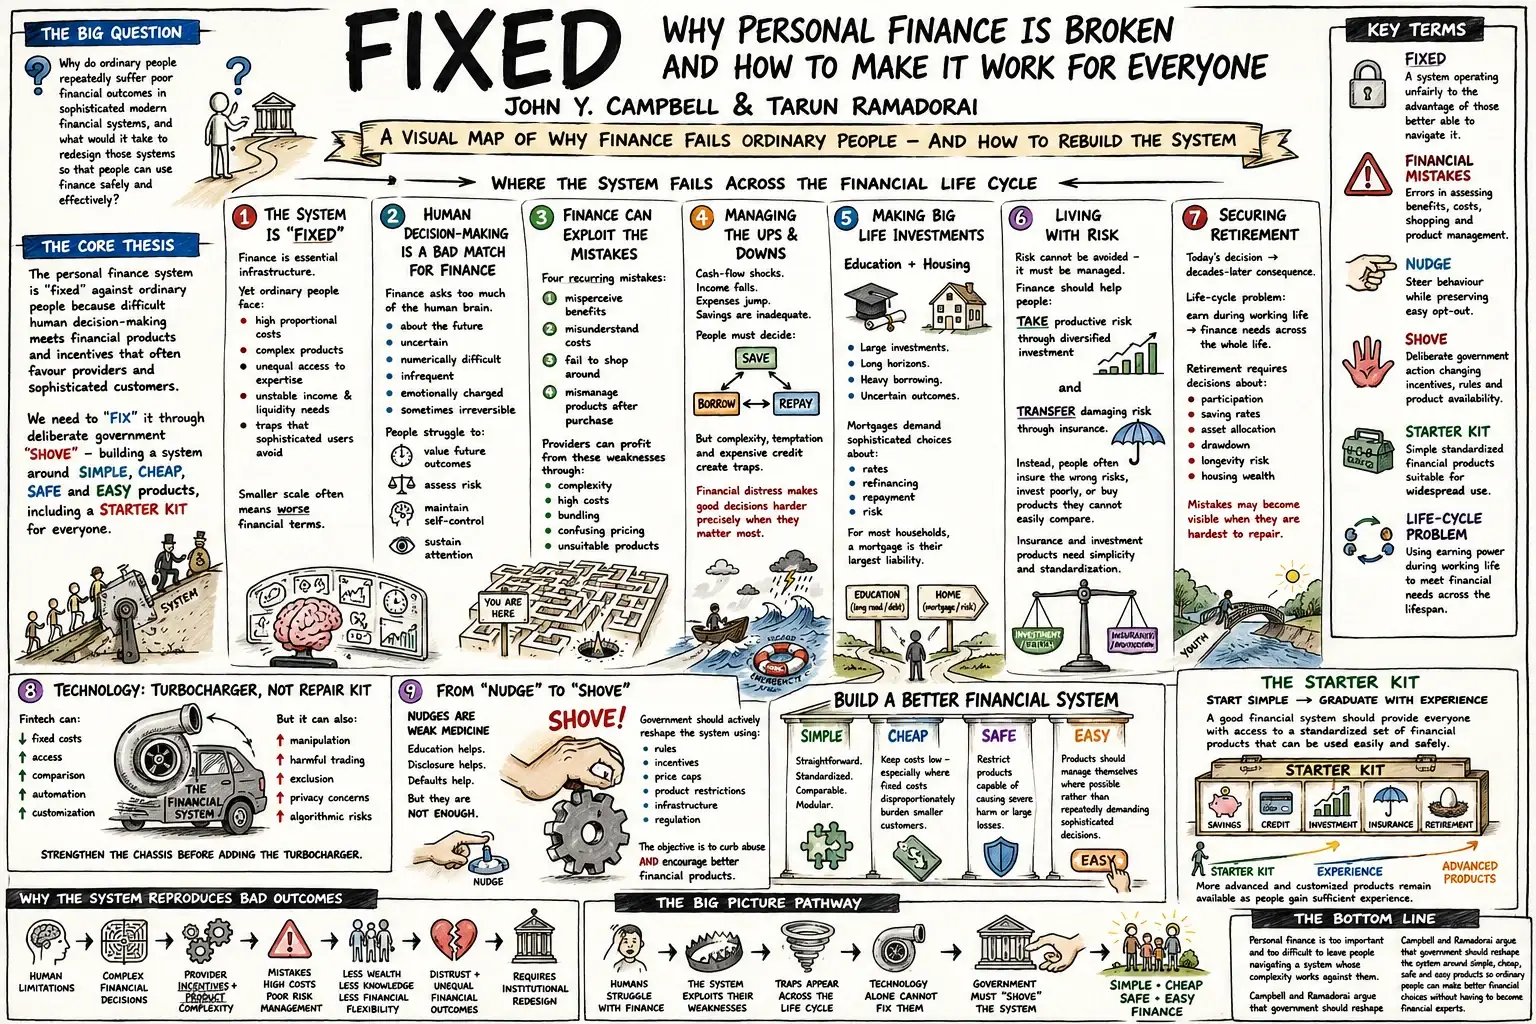 FIXED
WHY PERSONAL FINANCE IS BROKEN
AND HOW TO MAKE IT WORK FOR EVERYONE
JOHN Y. CAMPBELL & TARUN RAMADORAI
A VISUAL MAP OF WHY FINANCE FAILS ORDINARY PEOPLE – AND HOW TO REBUILD THE SYSTEM
THE BIG QUESTION
?
?
Why do ordinary people
repeatedly suffer poor
financial outcomes in
sophisticated modern
financial systems, and
what would it take to
redesign those systems
so that people can use
finance safely and
effectively?
THE CORE THESIS
The personal finance system
is "fixed" against ordinary
people because difficult
human decision-making
meets financial products
and incentives that often
favour providers and
sophisticated customers.
We need to "FIX" it through
deliberate government
"SHOVE" – building a system
around SIMPLE, CHEAP,
SAFE and EASY products,
including a STARTER KIT
for everyone.
SYSTEM
WHERE THE SYSTEM FAILS ACROSS THE FINANCIAL LIFE CYCLE
1 THE SYSTEM
IS "FIXED"
Finance is essential
infrastructure.
Yet ordinary people
face:
• high proportional
costs
• complex products
• unequal access to
expertise
• unstable income &
liquidity needs
• traps that
sophisticated users
avoid
Smaller scale often
means worse
financial terms.
2 HUMAN
DECISION-MAKING
IS A BAD MATCH
FOR FINANCE
Finance asks too much
of the human brain.
• about the future
• uncertain
• numerically difficult
• infrequent
• emotionally charged
• sometimes irreversible
People struggle to:
value future
outcomes
assess risk
maintain
self-control
sustain
attention
3 FINANCE CAN
EXPLOIT THE
MISTAKES
Four recurring mistakes:
1 misperceive
benefits
2 misunderstand
costs
3 fail to shop
around
4 mismanage
products after
purchase
Providers can profit
from these weaknesses
through:
• complexity
• high costs
• bundling
• confusing pricing
• unsuitable products
YOU ARE
HERE
4 MANAGING
THE UPS &
DOWNS
Cash-flow shocks.
Income falls.
Expenses jump.
Savings are inadequate.
People must decide:
SAVE
BORROW
REPAY
But complexity, temptation
and expensive credit
create traps.
Financial distress makes
good decisions harder
precisely when they
matter most.
5 MAKING BIG
LIFE INVESTMENTS
Education + Housing
• Large investments.
• Long horizons.
• Heavy borrowing.
• Uncertain outcomes.
Mortgages demand
sophisticated choices
about:
• rates
• refinancing
• repayment
• risk
For most households,
a mortgage is their
largest liability.
EDUCATION
(long road/debt)
HOME
(mortgage/risk)
6 LIVING
WITH RISK
Risk cannot be avoided –
it must be managed.
Finance should help
people:
TAKE productive risk
through diversified
investment
and
TRANSFER damaging risk
through insurance.
Instead, people often
insure the wrong risks,
invest poorly, or buy
products they cannot
easily compare.
Insurance and investment
products need simplicity
and standardization.
INVESTMENT
INSURANCE
7 SECURING
RETIREMENT
Today's decision →
decades-later consequence.
Life-cycle problem:
earn during working life
→ finance needs across
the whole life.
Retirement requires
decisions about:
• participation
• saving rates
• asset allocation
• drawdown
• longevity risk
• housing wealth
Mistakes may become
visible when they are
hardest to repair.
YOUTH
KEY TERMS
FIXED
A system operating
unfairly to the
advantage of those
better able to
navigate it.
FINANCIAL
MISTAKES
Errors in assessing
benefits, costs,
shopping and
product management.
NUDGE
Steer behaviour
while preserving
easy opt-out.
SHOVE
Deliberate government
action changing
incentives, rules and
product availability.
STARTER KIT
Simple standardized
financial products
suitable for
widespread use.
LIFE-CYCLE
PROBLEM
Using earning power
during working life
to meet financial
needs across the
lifespan.
8 TECHNOLOGY: TURBOCHARGER, NOT REPAIR KIT
Fintech can:
↓ fixed costs
↑ access
↑ comparison
↑ automation
↑ customization
THE
FINANCIAL
SYSTEM
But it can also:
↑ manipulation
↑ harmful trading
↑ exclusion
↑ privacy concerns
↑ algorithmic risks
STRENGTHEN THE CHASSIS BEFORE ADDING THE TURBOCHARGER.
9 FROM "NUDGE" TO "SHOVE"
NUDGES ARE
WEAK MEDICINE
Education helps.
Disclosure helps.
Defaults help.
But they are
NOT ENOUGH.
NUDGE
SHOVE!
Government should actively
reshape the system using:
• rules
• incentives
• price caps
• product restrictions
• infrastructure
• regulation
The objective is to curb abuse
AND encourage better
financial products.
BUILD A BETTER FINANCIAL SYSTEM
SIMPLE
Straightforward.
Standardized.
Comparable.
Modular.
CHEAP
Keep costs low –
especially where
fixed costs
disproportionately
burden smaller
customers.
SAFE
Restrict
products
capable of
causing severe
harm or large
losses.
EASY
Products should
manage themselves
where possible
rather than
repeatedly demanding
sophisticated
decisions.
EASY
THE STARTER KIT
START SIMPLE → GRADUATE WITH EXPERIENCE
A good financial system should provide everyone
with access to a standardized set of financial
products that can be used easily and safely.
STARTER KIT
SAVINGS
CREDIT
INVESTMENT
INSURANCE
RETIREMENT
STARTER KIT
EXPERIENCE
ADVANCED
PRODUCTS
More advanced and customized products remain
available as people gain sufficient experience.
WHY THE SYSTEM REPRODUCES BAD OUTCOMES
HUMAN
LIMITATIONS
COMPLEX
FINANCIAL
DECISIONS
PROVIDER
INCENTIVES +
PRODUCT
COMPLEXITY
MISTAKES
HIGH COSTS
POOR RISK
MANAGEMENT
LESS WEALTH
LESS KNOWLEDGE
LESS FINANCIAL
FLEXIBILITY
DISTRUST +
UNEQUAL
FINANCIAL
OUTCOMES
REQUIRES
INSTITUTIONAL
REDESIGN
THE BIG PICTURE PATHWAY
HUMANS
STRUGGLE
WITH FINANCE
THE SYSTEM
EXPLOITS THEIR
WEAKNESSES
TRAPS APPEAR
ACROSS THE
LIFE CYCLE
TECHNOLOGY
ALONE CANNOT
FIX THEM
GOVERNMENT
MUST "SHOVE"
THE SYSTEM
SIMPLE • CHEAP
SAFE • EASY
FINANCE
THE BOTTOM LINE
Personal finance is too important
and too difficult to leave people
navigating a system whose
complexity works against them.
Campbell and Ramadorai argue
that government should reshape
Campbell and Ramadorai argue
that government should reshape
the system around simple, cheap,
safe and easy products so ordinary
people can make better financial
choices without having to become
financial experts.